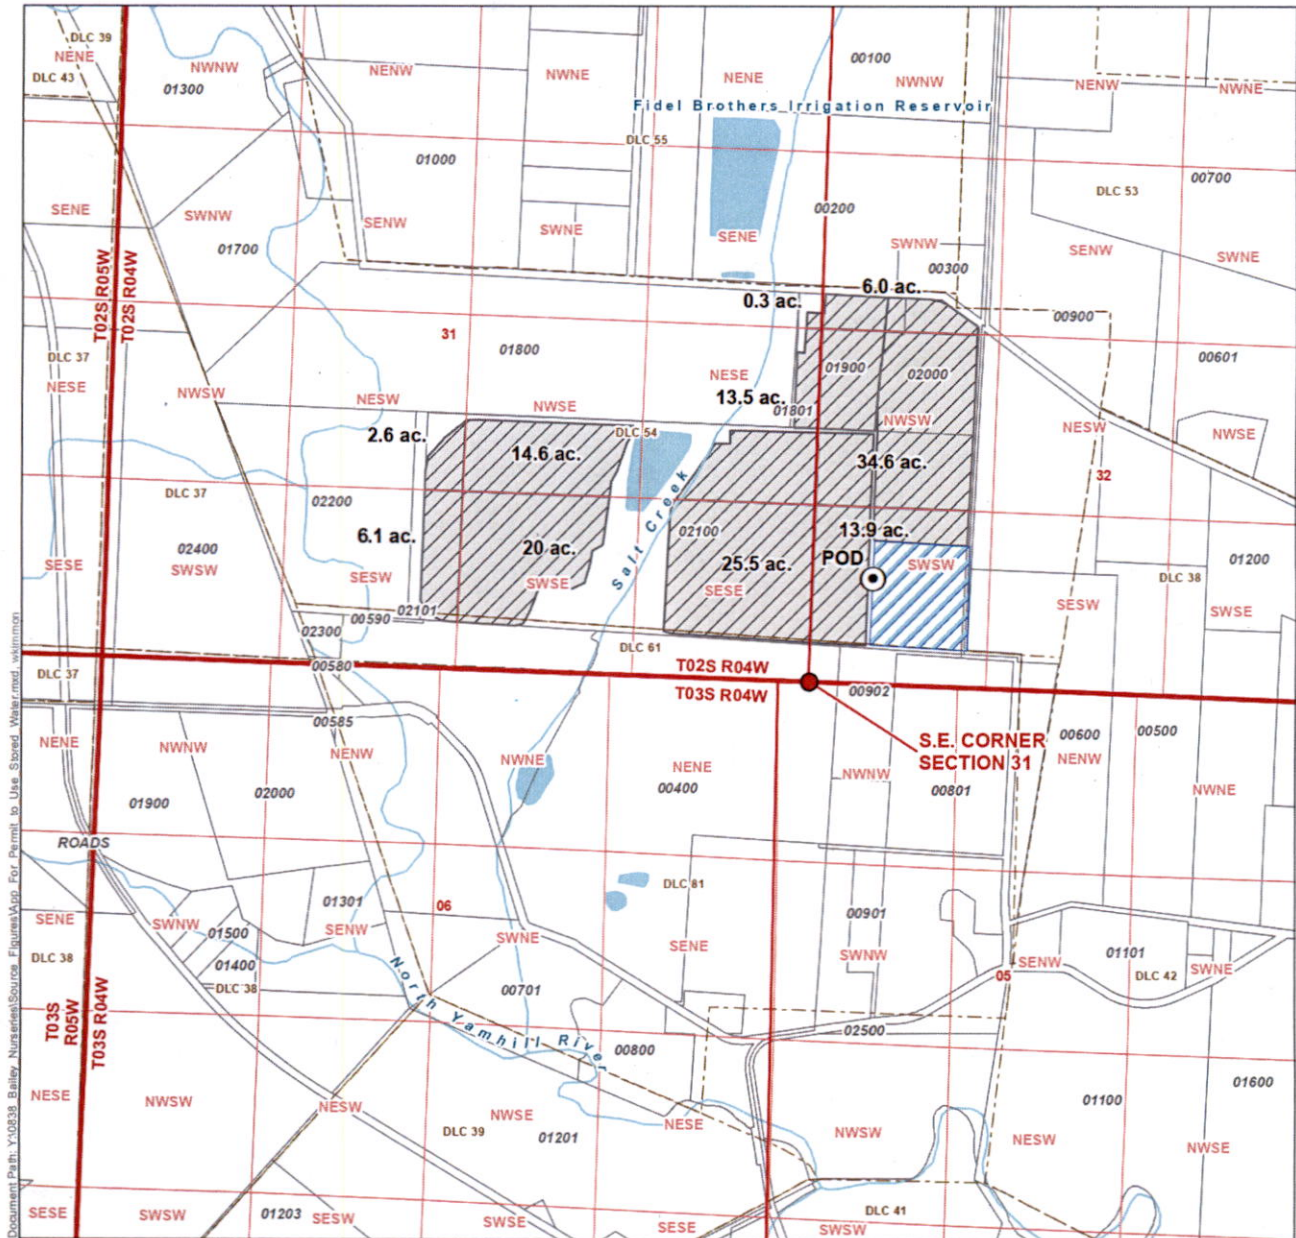 DLC 39
NENE
DLC 43
NWNW
01300
NENW
NWNE
NENE
00100
NWNW
NENW
NWNE
Fidel Brothers Irrigation Reservoir
DLC 55
01000
DLC 53
00700
SENE
SWNW
SENW
SWNE
SENE
00200
SWNW
SENW
SWNE
01700
00300
T02S R05W
T02S R04W
0.3 ac.
6.0 ac.
00900
31
01800
00601
DLC 37
NESE
NWSW
NESW
NWSE
NESE
01900
02000
13.5 ac.
01801
NWSW
NESW
NWSE
2.6 ac.
DLC 54
14.6 ac.
34.6 ac.
32
DLC 37
02200
Salt Creek
02100
13.9 ac.
6.1 ac.
02400
20 ac.
25.5 ac.
POD
01200
SESE
SWSW
SESW
SWSE
SESE
SWSW
DLC 38
SESW
SWSE
02101
00590
02300
DLC 61
00580
T02S R04W
T03S R04W
DLC 37
00902
00585
S.E. CORNER
SECTION 31
00600
00500
NENE
NWNW
NENW
NWNE
NENE
NWNW
NENW
NWNE
01900
02000
00400
00801
ROADS
DLC 81
01301
06
00901
SENE
SWNW
01500
SENW
SWNE
SENE
SWNW
SENW
01101
DLC 42
SWNE
DLC 38
01400
DLC 38
05
00701
North Yamhill River
T03S
R05W
T03S R04W
02500
00800
NESE
NWSW
NESW
NWSE
NESE
NWSW
NESW
NWSE
01100
01600
DLC 39
01201
SESE
SWSW
01203
SESW
SWSE
SESE
DLC 41
SWSW
Document Path: Y:\0838_Bailey_Nurseries\Source_Figures\App_For_Permit_to_Use_Stored_Water.mxd, wkimmon